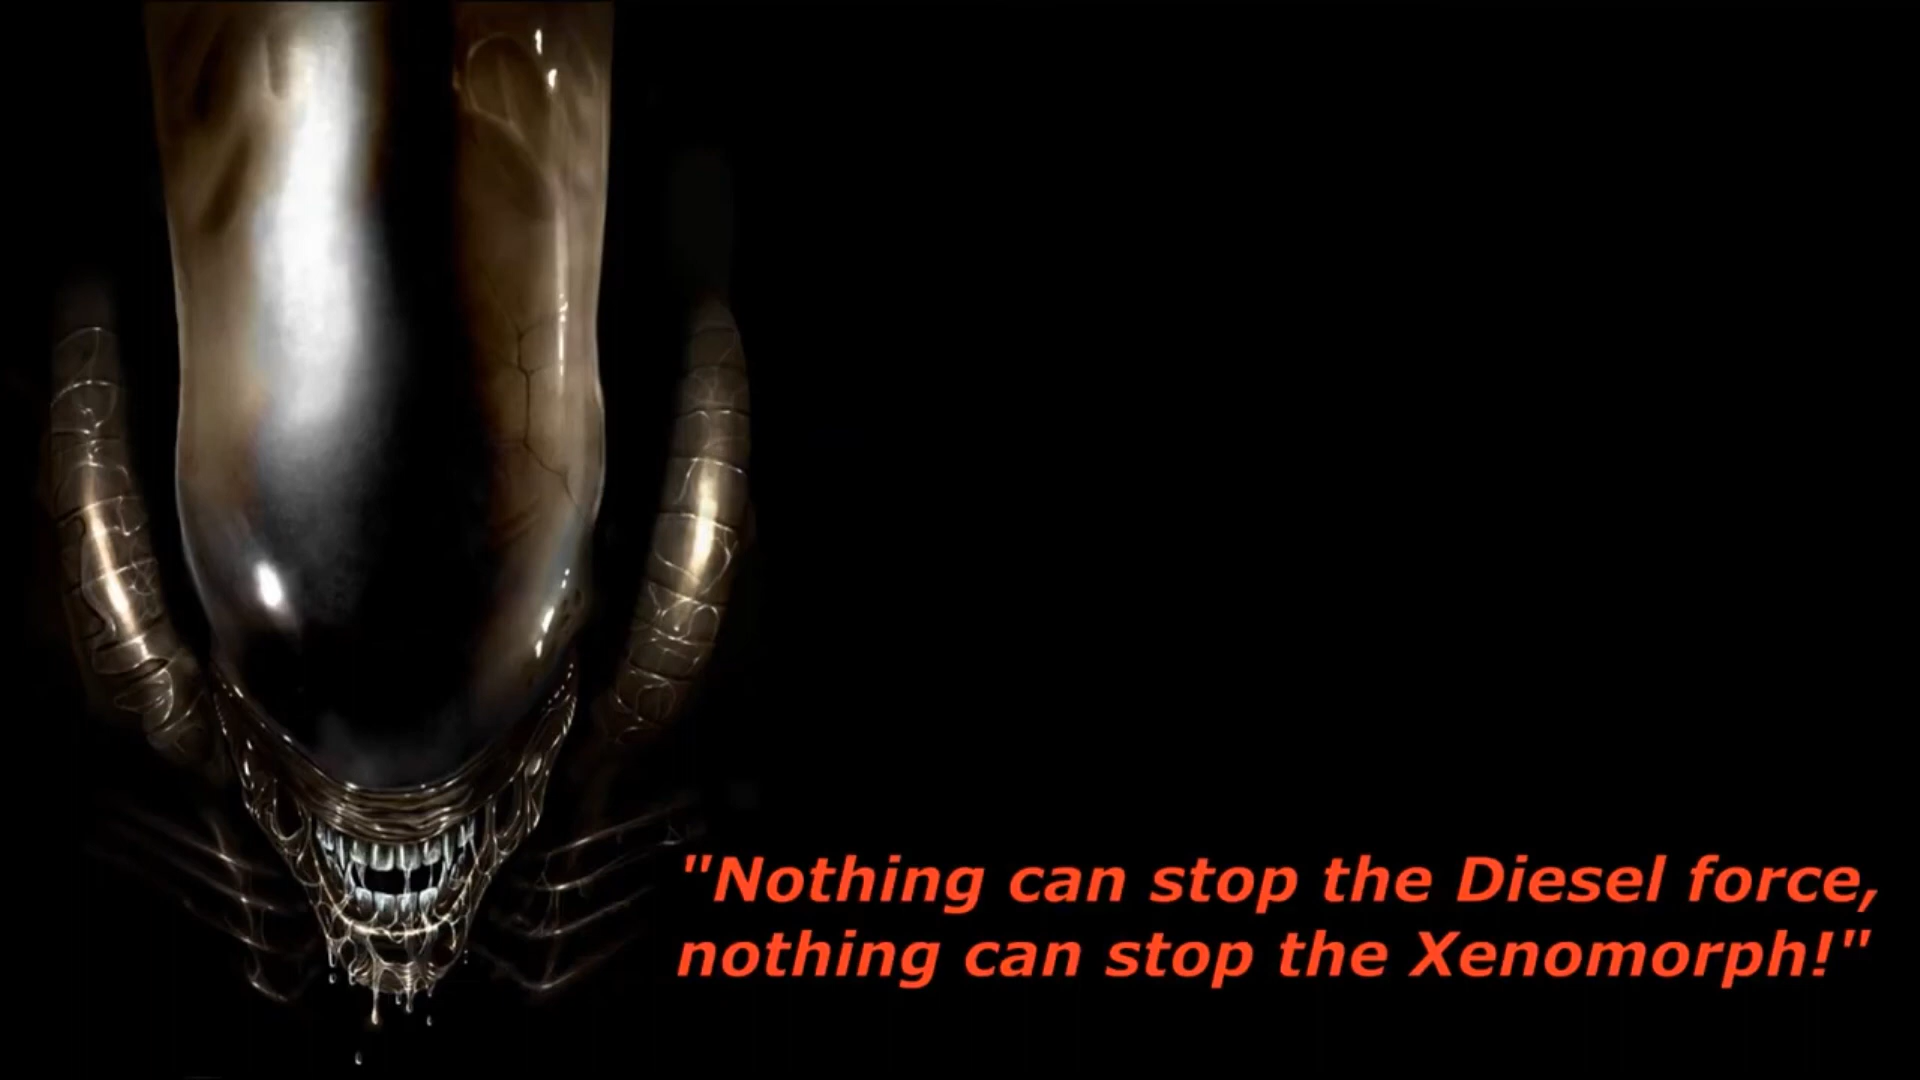 "Nothing can stop the Diesel force,
nothing can stop the Xenomorph!"